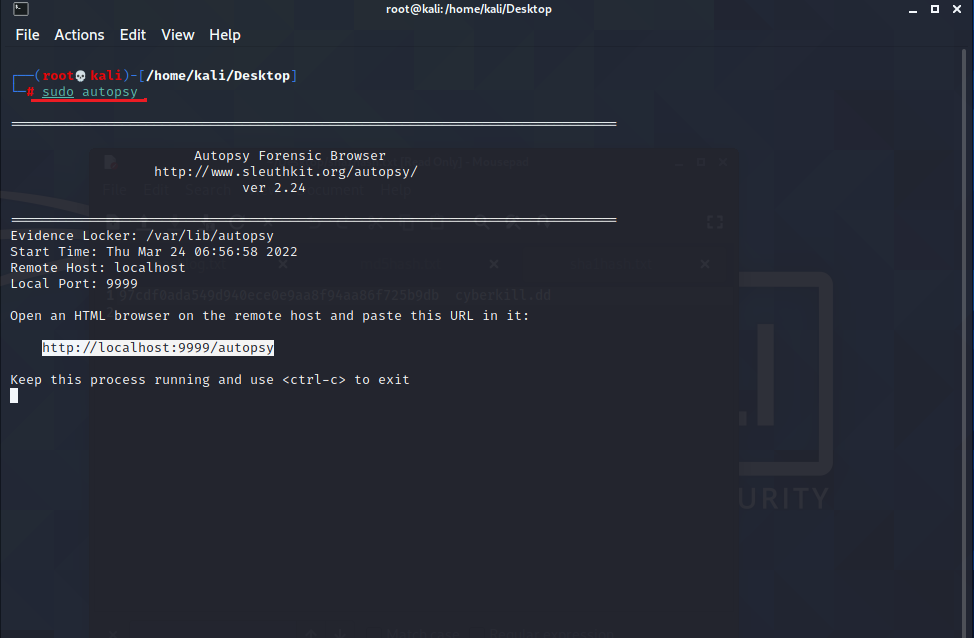 root@kali:/home/kali/Desktop
File Actions Edit View Help
┌──(root💀kali)-[/home/kali/Desktop]
└─# sudo autopsy
============================================================================
Autopsy Forensic Browser
http://www.sleuthkit.org/autopsy/
ver 2.24
============================================================================
Evidence Locker: /var/lib/autopsy
Start Time: Thu Mar 24 06:56:58 2022
Remote Host: localhost
Local Port: 9999
Open an HTML browser on the remote host and paste this URL in it:
http://localhost:9999/autopsy
Keep this process running and use <ctrl-c> to exit
cyberkill.dd
URITY